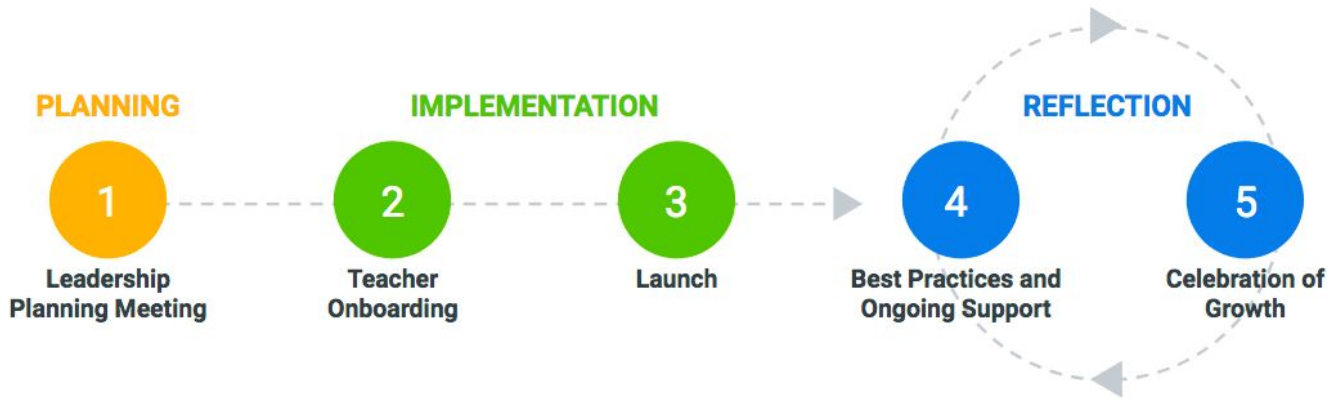 PLANNING
IMPLEMENTATION
REFLECTION
1
2
3
4
5
Leadership
Planning Meeting
Teacher
Onboarding
Launch
Best Practices and
Ongoing Support
Celebration of
Growth